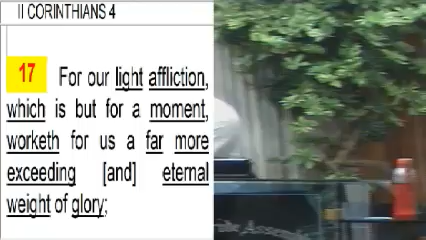 II CORINTHIANS 4
17 For our light affliction,
which is but for a moment,
worketh for us a far more
exceeding [and] eternal
weight of glory;